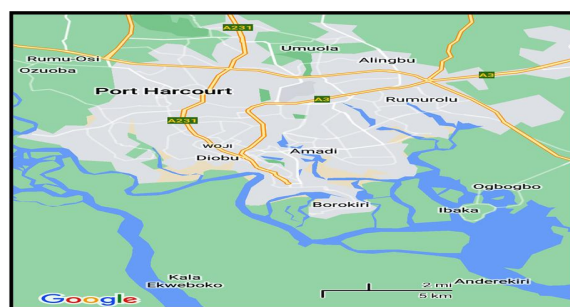 A231
Umuola
Rumu-Osi
Alingbu
Ozuoba
A3
Port Harcourt
A3
Rumurolu
A231
WOJI
Amadi
Diobu
Ogbogbo
Borokiri
Ibaka
Kala
Ekweboko
2 mi
Anderekiri
Google
5 km